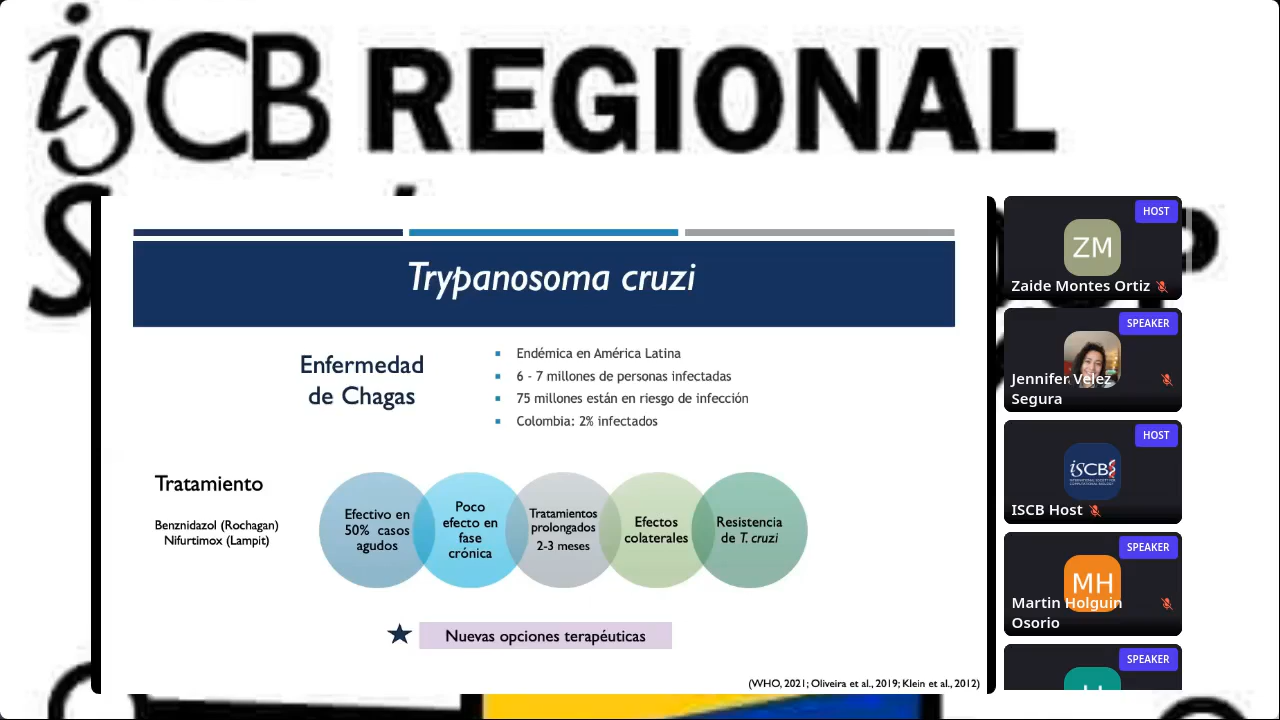 iSCB REGIONAL
Trypanosoma cruzi
Enfermedad
de Chagas
Endémica en América Latina
6 - 7 millones de personas infectadas
75 millones están en riesgo de infección
Colombia: 2% infectados
Tratamiento
Benznidazol (Rochagan)
Nifurtimox (Lampit)
Efectivo en
50% casos
agudos
Poco
efecto en
fase
crónica
Tratamientos
prolongados
2-3 meses
Efectos
colaterales
Resistencia
de T. cruzi
Nuevas opciones terapéuticas
(WHO, 2021; Oliveira et al., 2019; Klein et al., 2012)
HOST
ZM
Zaide Montes Ortiz
SPEAKER
Jennifer Velez
Segura
HOST
iSCB
ISCB Host
SPEAKER
MH
Martin Holguin
Osorio
SPEAKER